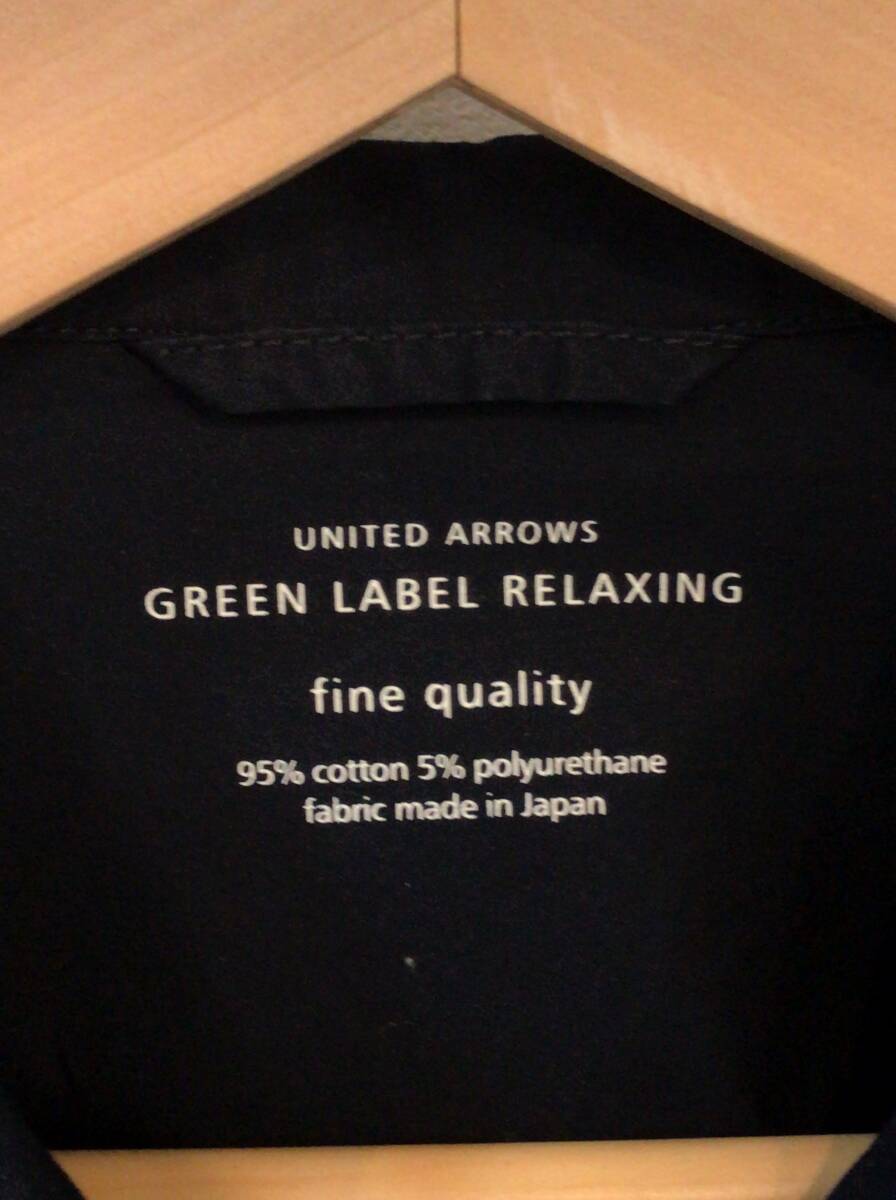 UNITED ARROWS
GREEN LABEL RELAXING
fine quality
95% cotton 5% polyurethane
fabric made in Japan